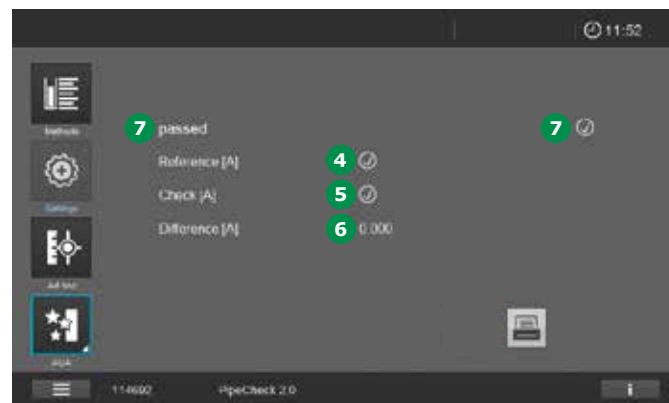 11:52
Methods
7 passed 7
Reference [A] 4
Settings
Check [A] 5
Difference [A] 6 0.000
AQA
114692 PipeCheck 2.0 i